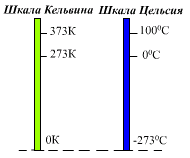 Шкала Кельвина Шкала Цельсия
373K 100⁰C
273K 0⁰C
0K -273⁰C